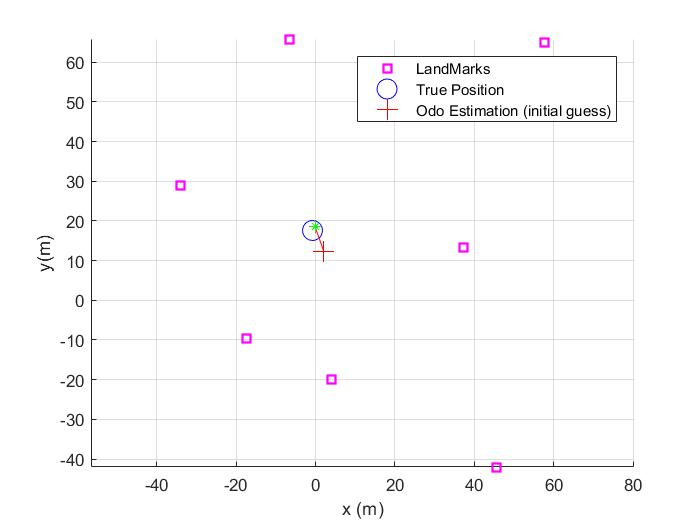 LandMarks
True Position
Odo Estimation (initial guess)
60
50
40
30
20
10
0
-10
-20
-30
-40
y(m)
-40 -20 0 20 40 60 80
x (m)